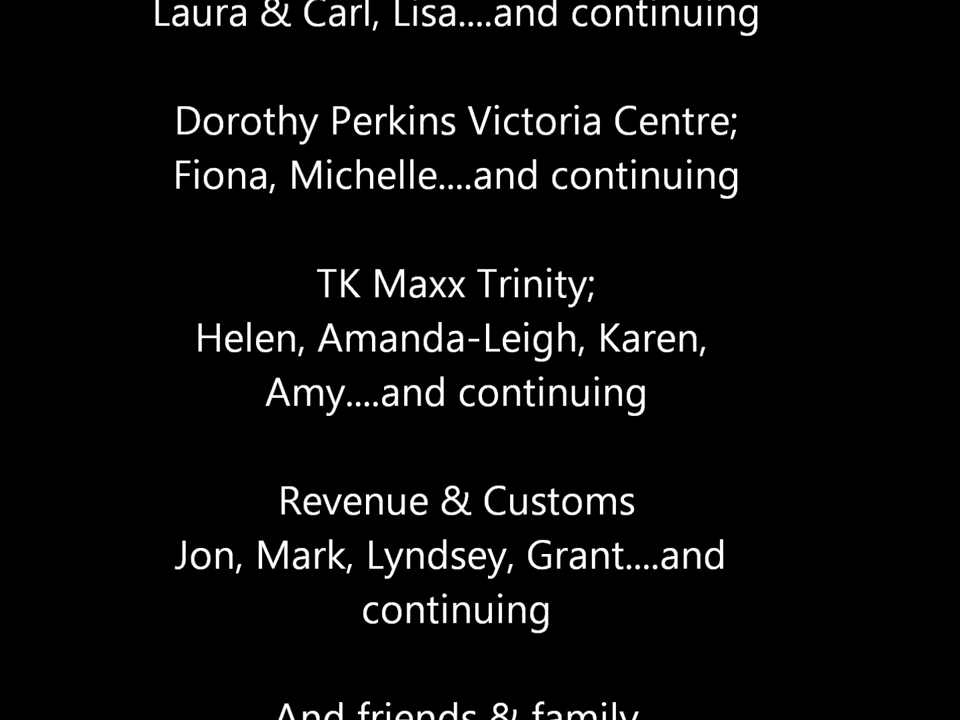 Laura & Carl, Lisa....and continuing
Dorothy Perkins Victoria Centre;
Fiona, Michelle....and continuing
TK Maxx Trinity;
Helen, Amanda-Leigh, Karen,
Amy....and continuing
Revenue & Customs
Jon, Mark, Lyndsey, Grant....and
continuing
And friends & family